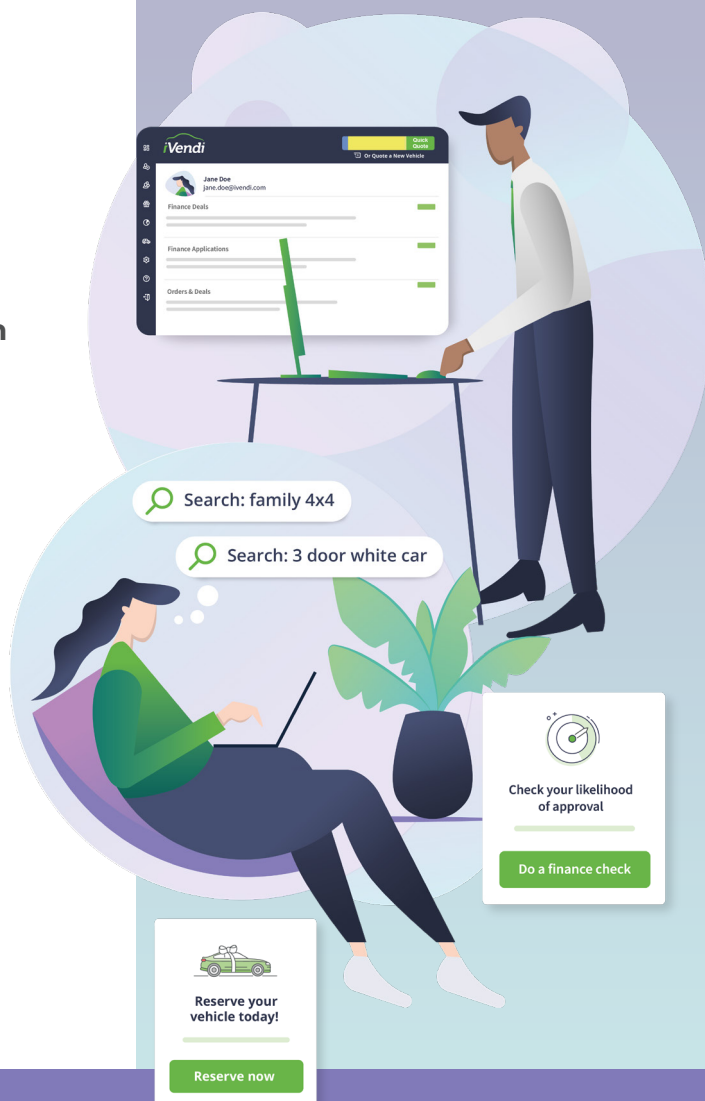 iVendi
Quick
Quote
Or Quote a New Vehicle
Jane Doe
jane.doe@ivendi.com
Finance Deals
Finance Applications
Orders & Deals
n
Search: family 4x4
Search: 3 door white car
Check your likelihood
of approval
Do a finance check
Reserve your
vehicle today!
Reserve now